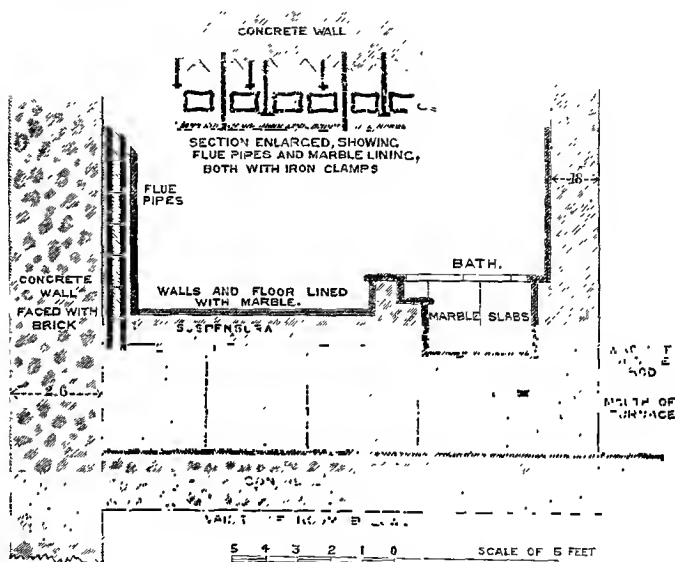 CONCRETE WALL
SECTION ENLARGED, SHOWING
FLUE PIPES AND MARBLE LINING,
BOTH WITH IRON CLAMPS
18
FLUE
PIPES
BATH.
CONCRETE
WALL
FACED WITH
BRICK
WALLS AND FLOOR LINED
WITH MARBLE.
MARBLE SLABS
SUSPENSURA
2.6
MOUTH OF
FURNACE
5 4 3 2 1 0
SCALE OF 5 FEET